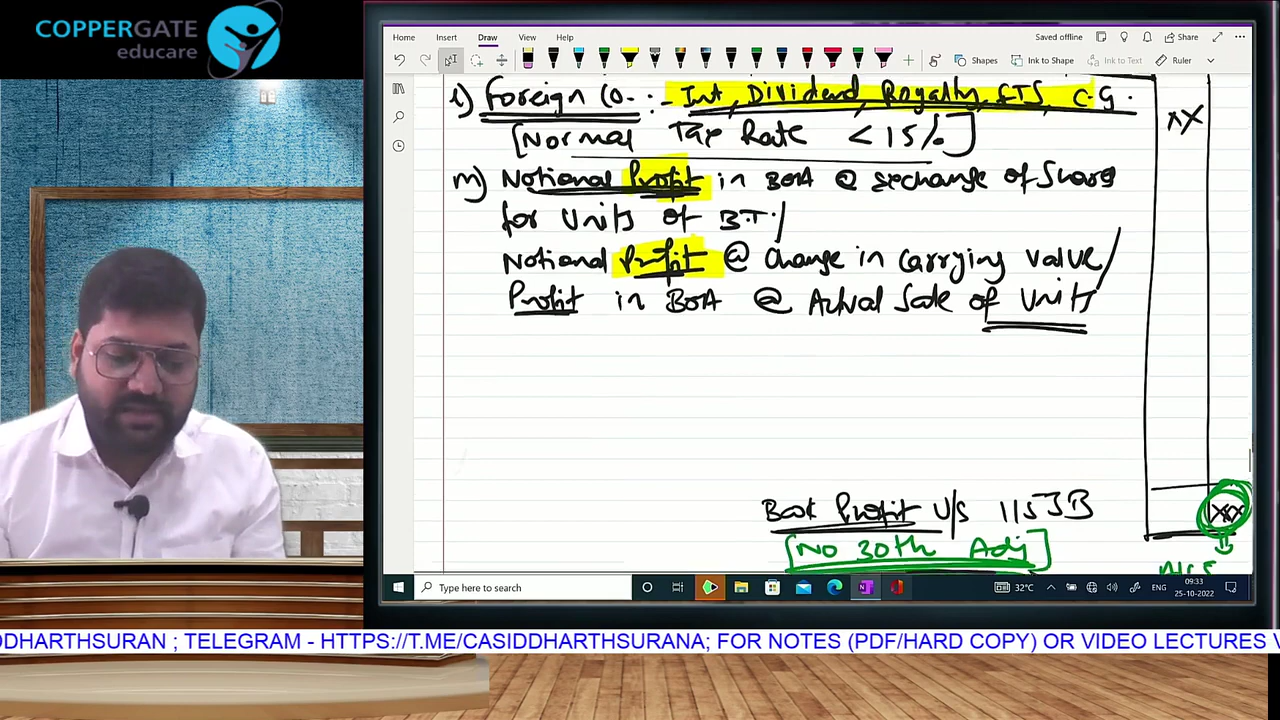 COPPERGATE
educare
Home Insert Draw View Help
Saved offline
Share
Shapes
Ink to Shape
Ink to Text
Ruler
l) Foreign Co. :- Int, Dividend, Royalty, FTS, C.G.
[Normal Tax Rate < 15%]
XX
m) Notional Profit in BOA @ exchange of Shares
for Units of B.T./
Notional Profit @ Change in carrying value/
Profit in BOA @ Actual Sale of Units
Book Profit U/s 115JB
XXX
[No 30th Adj]
Type here to search
32°C
ENG
09:33
25-10-2022
DDHARTHSURAN ; TELEGRAM - HTTPS://T.ME/CASIDDHARTHSURANA; FOR NOTES (PDF/HARD COPY) OR VIDEO LECTURES V